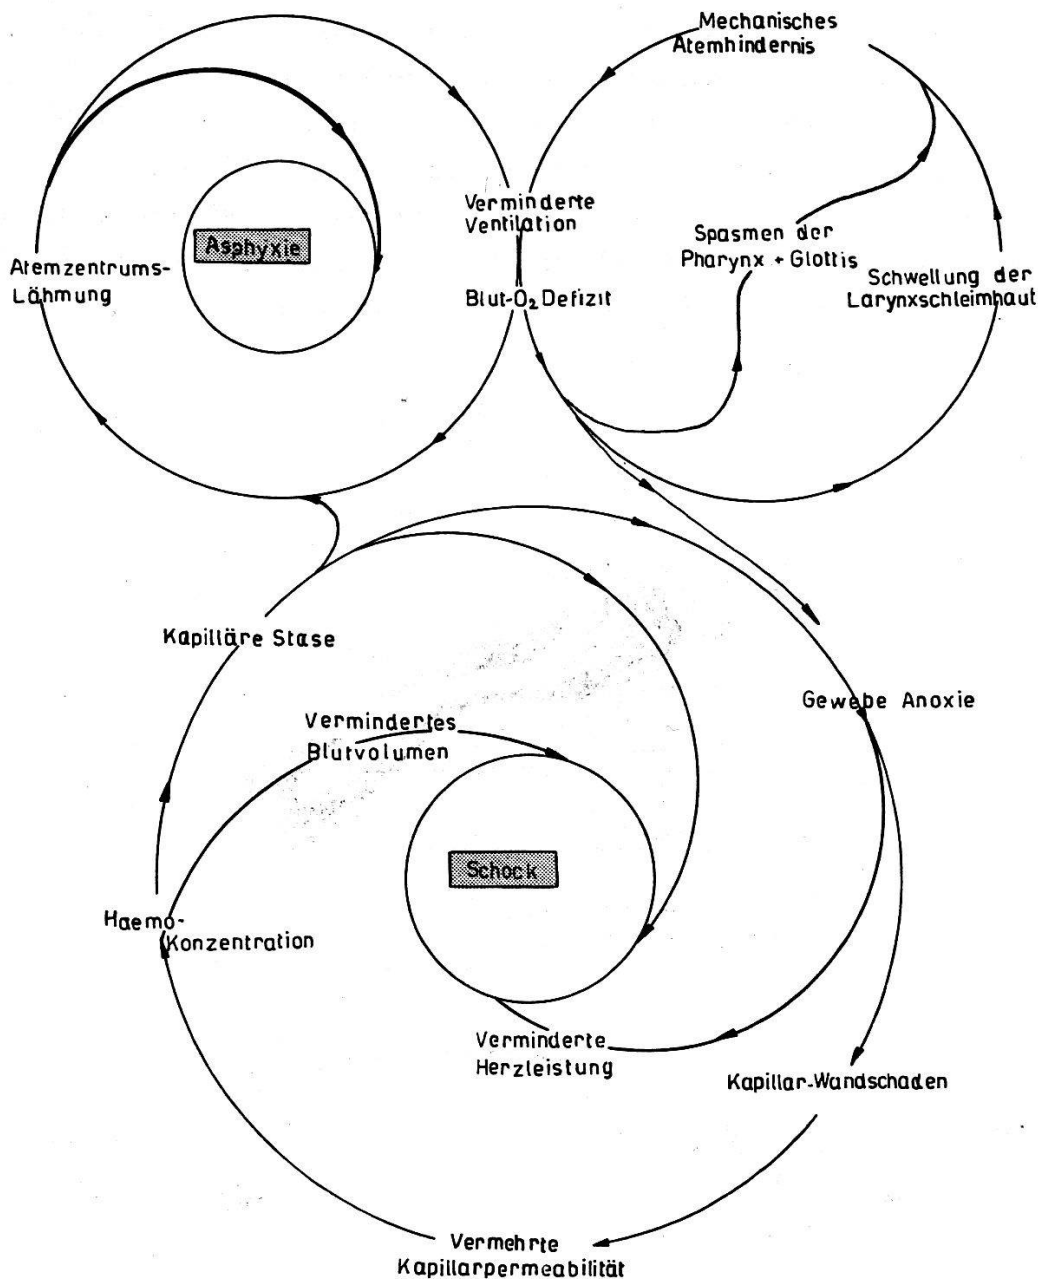 Mechanisches
Atemhindernis
Verminderte
Ventilation
Spasmen der
Pharynx + Glottis
Asphyxie
Atemzentrums-
Lähmung
Blut-O₂ Defizit
Schwellung der
Larynxschleimhaut
Kapilläre Stase
Gewebe Anoxie
Vermindertes
Blutvolumen
Schock
Haemo-
Konzentration
Verminderte
Herzleistung
Kapillar-Wandschaden
Vermehrte
Kapillarpermeabilität